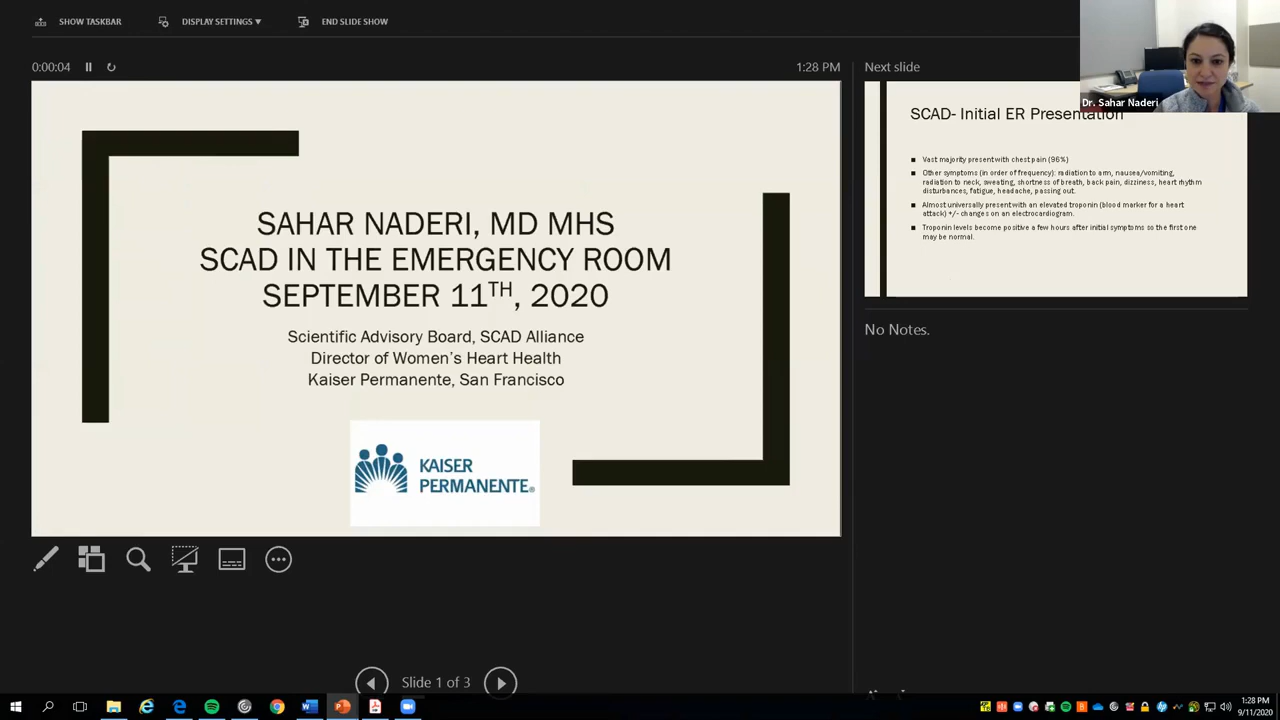 SHOW TASKBAR
DISPLAY SETTINGS ▼
END SLIDE SHOW
0:00:04
1:28 PM
SAHAR NADERI, MD MHS
SCAD IN THE EMERGENCY ROOM
SEPTEMBER 11TH, 2020
Scientific Advisory Board, SCAD Alliance
Director of Women's Heart Health
Kaiser Permanente, San Francisco
KAISER
PERMANENTE®
Slide 1 of 3
Next slide
Dr. Sahar Naderi
SCAD- Initial ER Presentation
■ Vast majority present with chest pain (96%)
■ Other symptoms (in order of frequency): radiation to arm, nausea/vomiting,
radiation to neck, sweating, shortness of breath, back pain, dizziness, heart rhythm
disturbances, fatigue, headache, passing out.
■ Almost universally present with an elevated troponin (blood marker for a heart
attack) +/- changes on an electrocardiogram.
■ Troponin levels become positive a few hours after initial symptoms so the first one
may be normal.
No Notes.
1:28 PM
9/11/2020